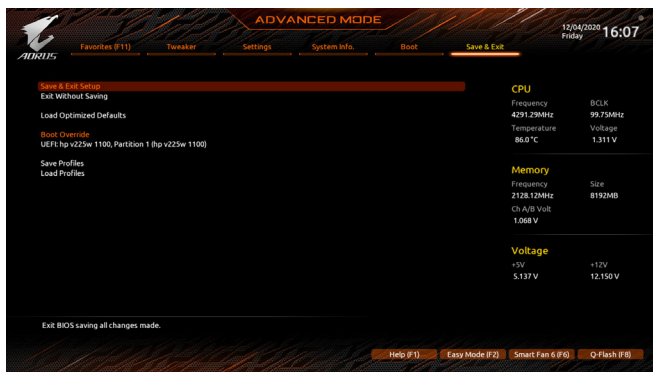 ADVANCED MODE
12/04/2020
Friday
16:07
AORUS
Favorites (F11) Tweaker Settings System Info. Boot Save & Exit
Save & Exit Setup
Exit Without Saving
Load Optimized Defaults
Boot Override
UEFI: hp v225w 1100, Partition 1 (hp v225w 1100)
Save Profiles
Load Profiles
CPU
Frequency BCLK
4291.29MHz 99.75MHz
Temperature Voltage
86.0 °C 1.311 V
Memory
Frequency Size
2128.12MHz 8192MB
Ch A/B Volt
1.068 V
Voltage
+5V +12V
5.137 V 12.150 V
Exit BIOS saving all changes made.
Help (F1) Easy Mode (F2) Smart Fan 6 (F6) Q-Flash (F8)